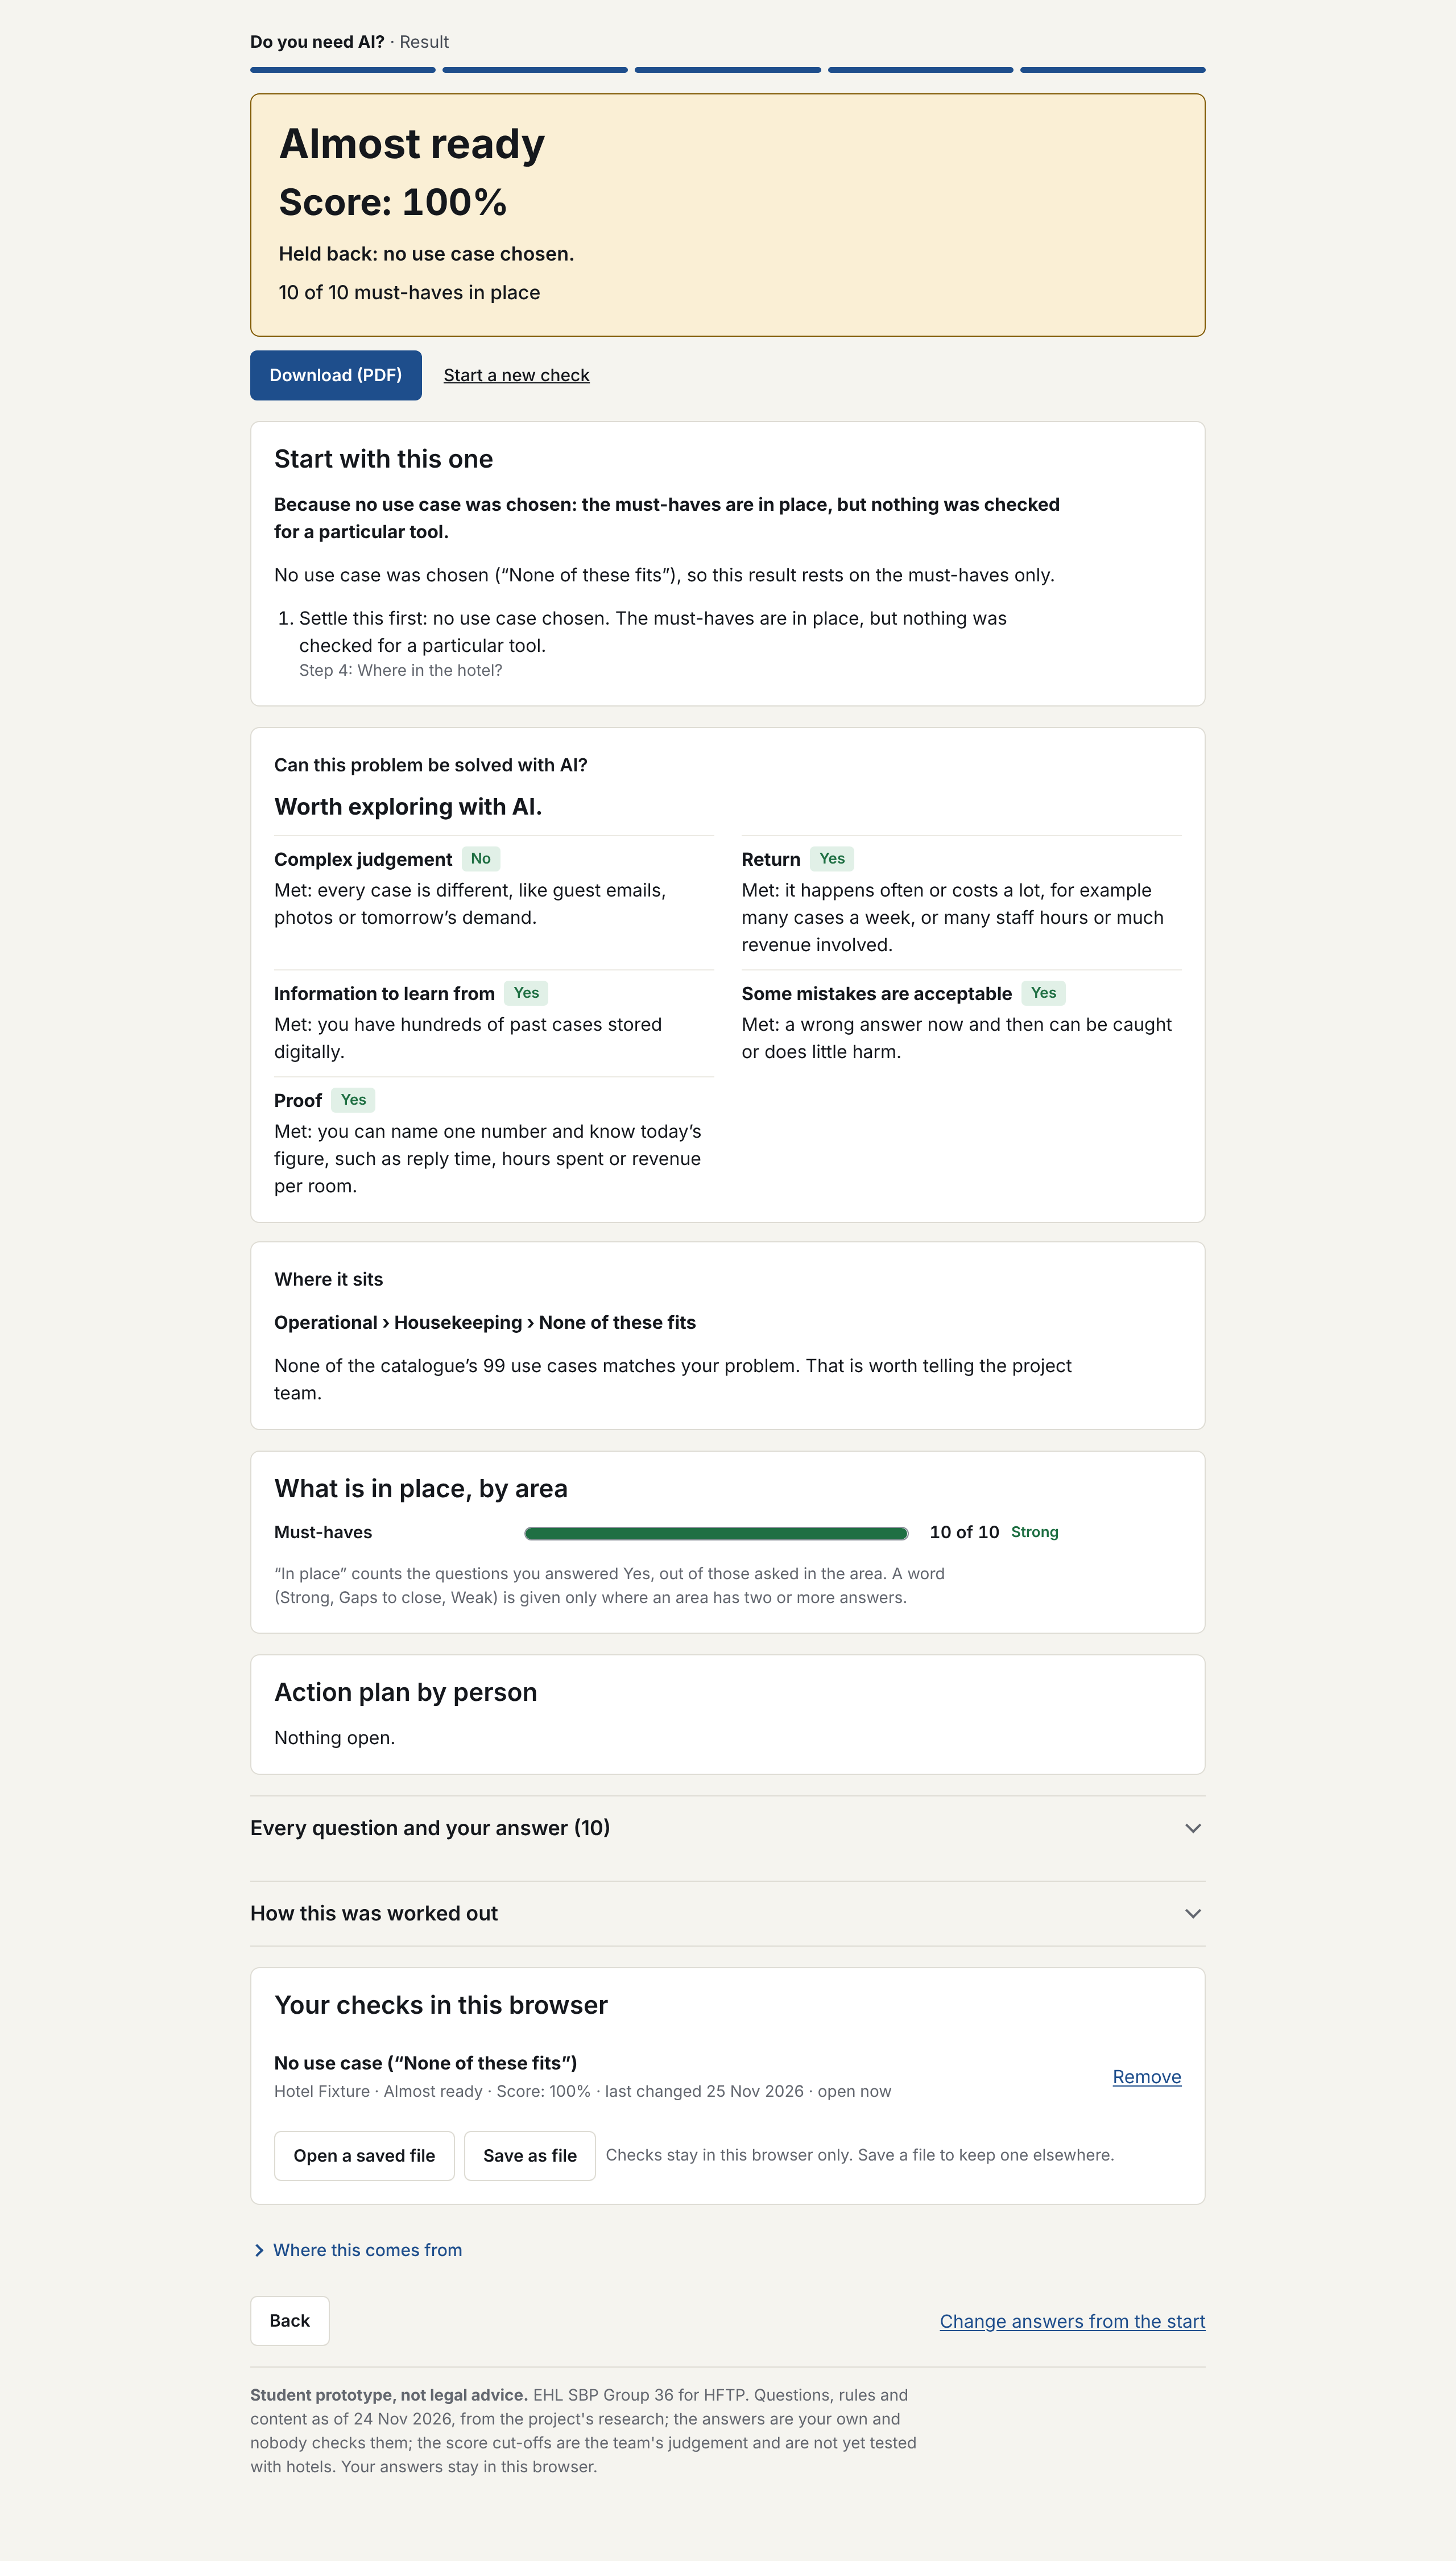 Do you need AI? · Result
Almost ready
Score: 100%
Held back: no use case chosen.
10 of 10 must-haves in place
Download (PDF)
Start a new check
Start with this one
Because no use case was chosen: the must-haves are in place, but nothing was checked
for a particular tool.
No use case was chosen (“None of these fits”), so this result rests on the must-haves only.
1. Settle this first: no use case chosen. The must-haves are in place, but nothing was
checked for a particular tool.
Step 4: Where in the hotel?
Can this problem be solved with AI?
Worth exploring with AI.
Complex judgement No
Met: every case is different, like guest emails,
photos or tomorrow’s demand.
Return Yes
Met: it happens often or costs a lot, for example
many cases a week, or many staff hours or much
revenue involved.
Information to learn from Yes
Met: you have hundreds of past cases stored
digitally.
Some mistakes are acceptable Yes
Met: a wrong answer now and then can be caught
or does little harm.
Proof Yes
Met: you can name one number and know today’s
figure, such as reply time, hours spent or revenue
per room.
Where it sits
Operational › Housekeeping › None of these fits
None of the catalogue’s 99 use cases matches your problem. That is worth telling the project
team.
What is in place, by area
Must-haves 10 of 10 Strong
“In place” counts the questions you answered Yes, out of those asked in the area. A word
(Strong, Gaps to close, Weak) is given only where an area has two or more answers.
Action plan by person
Nothing open.
Every question and your answer (10)
How this was worked out
Your checks in this browser
No use case (“None of these fits”)
Hotel Fixture · Almost ready · Score: 100% · last changed 25 Nov 2026 · open now
Remove
Open a saved file
Save as file
Checks stay in this browser only. Save a file to keep one elsewhere.
Where this comes from
Back
Change answers from the start
Student prototype, not legal advice. EHL SBP Group 36 for HFTP. Questions, rules and
content as of 24 Nov 2026, from the project's research; the answers are your own and
nobody checks them; the score cut-offs are the team's judgement and are not yet tested
with hotels. Your answers stay in this browser.